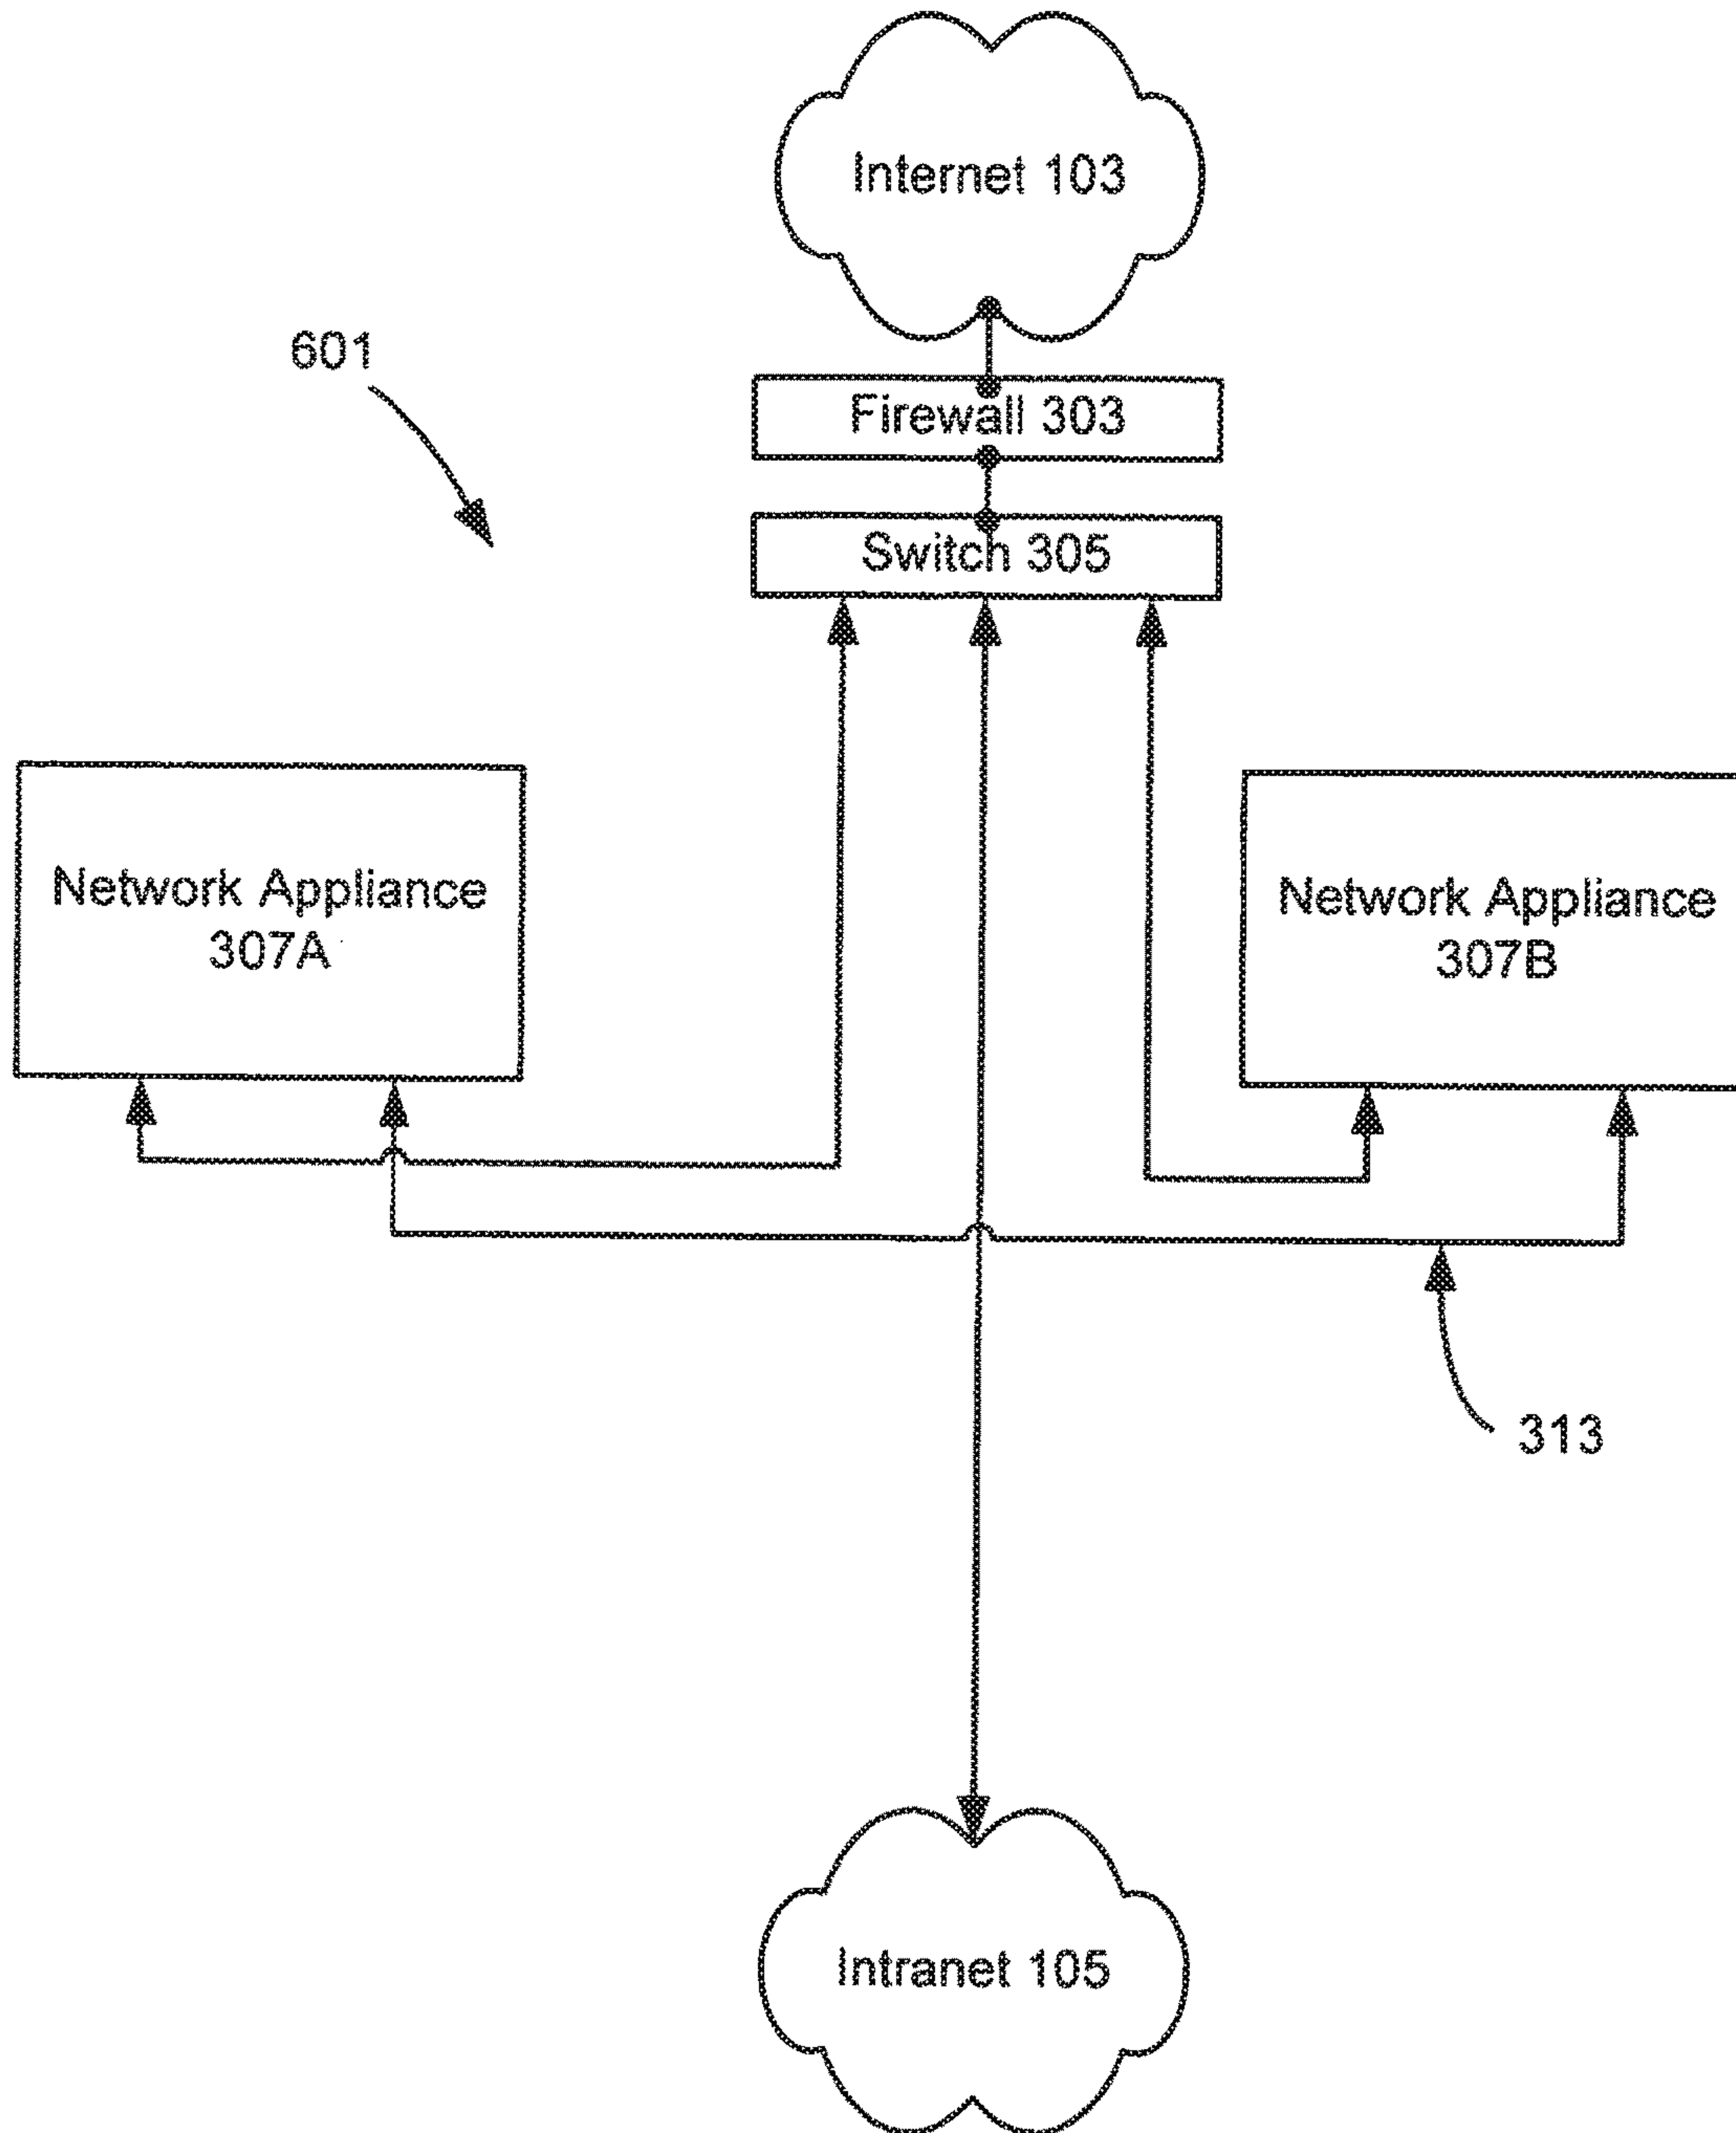 Internet 103
601
Firewall 303
Switch 305
Network Appliance
307A
Network Appliance
307B
313
Intranet 105